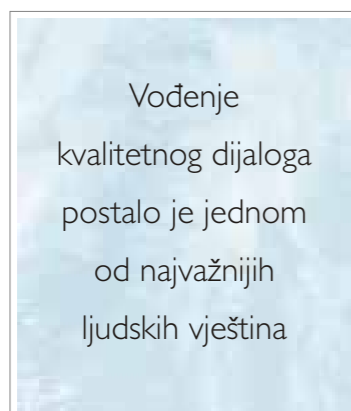 Vođenje
kvalitetnog dijaloga
postalo je jednom
od najvažnijih
ljudskih vještina